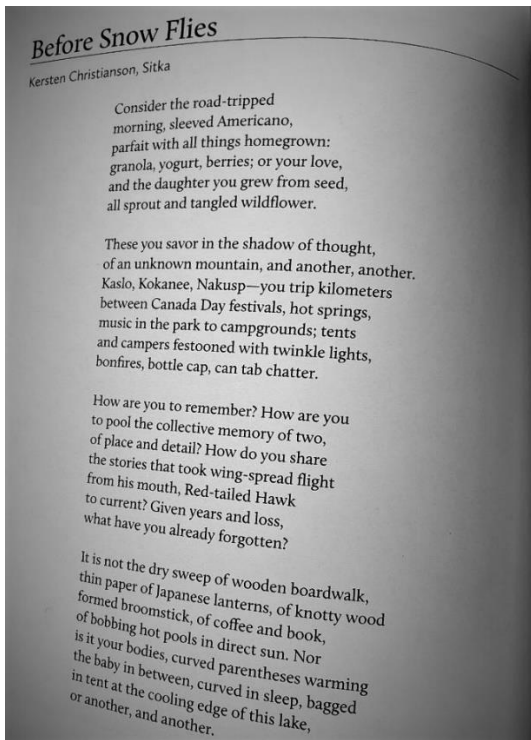 Before Snow Flies
Kersten Christianson, Sitka
Consider the road-tripped
morning, sleeved Americano,
parfait with all things homegrown:
granola, yogurt, berries; or your love,
and the daughter you grew from seed,
all sprout and tangled wildflower.
These you savor in the shadow of thought,
of an unknown mountain, and another, another.
Kaslo, Kokanee, Nakusp—you trip kilometers
between Canada Day festivals, hot springs,
music in the park to campgrounds; tents
and campers festooned with twinkle lights,
bonfires, bottle cap, can tab chatter.
How are you to remember? How are you
to pool the collective memory of two,
of place and detail? How do you share
the stories that took wing-spread flight
from his mouth, Red-tailed Hawk
to current? Given years and loss,
what have you already forgotten?
It is not the dry sweep of wooden boardwalk,
thin paper of Japanese lanterns, of knotty wood
formed broomstick, of coffee and book,
of bobbing hot pools in direct sun. Nor
is it your bodies, curved parentheses warming
the baby in between, curved in sleep, bagged
in tent at the cooling edge of this lake,
or another, and another.